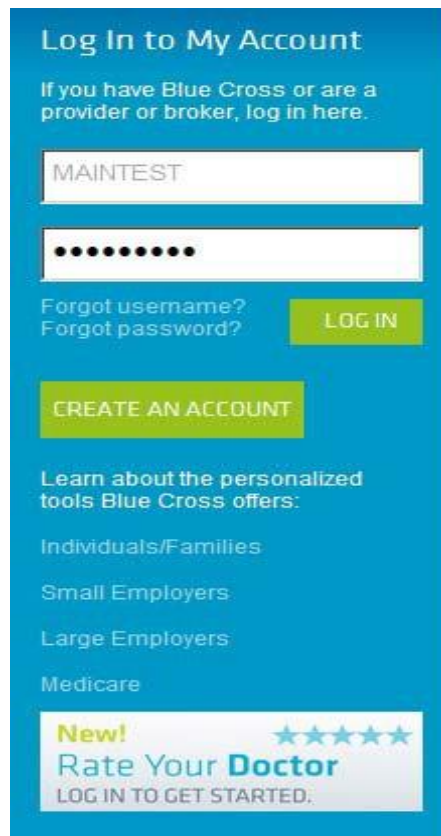 Log In to My Account
If you have Blue Cross or are a
provider or broker, log in here.
MAINTEST
●●●●●●●●●
Forgot username?
Forgot password?
LOG IN
CREATE AN ACCOUNT
Learn about the personalized
tools Blue Cross offers:
Individuals/Families
Small Employers
Large Employers
Medicare
New!
Rate Your Doctor
LOG IN TO GET STARTED.